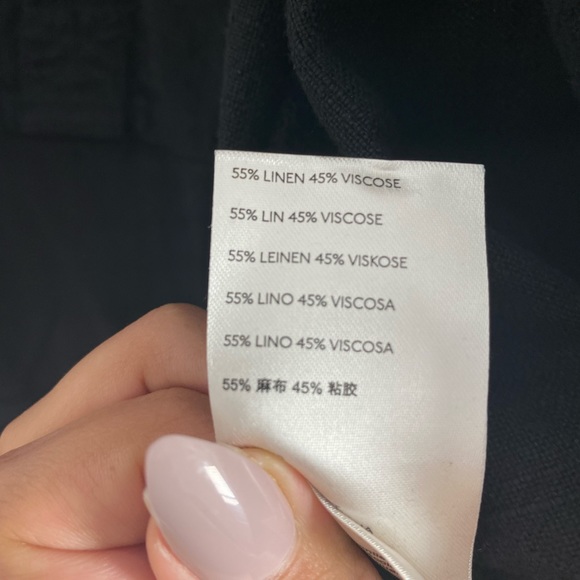 55% LINEN 45% VISCOSE
55% LIN 45% VISCOSE
55% LEINEN 45% VISKOSE
55% LINO 45% VISCOSA
55% LINO 45% VISCOSA
55% 麻布 45% 粘胶